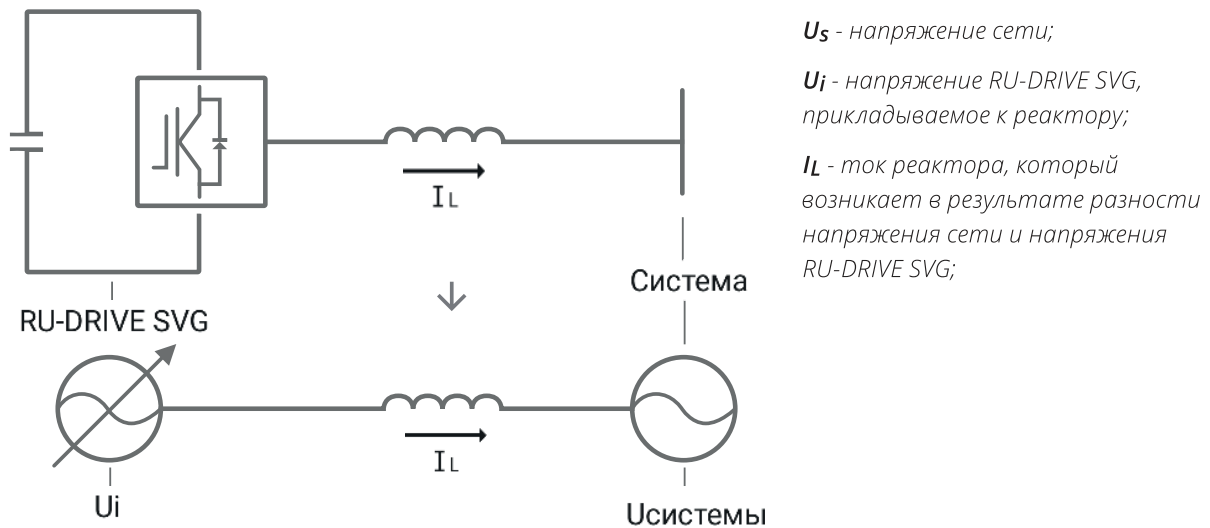 Us - напряжение сети;
Ui - напряжение RU-DRIVE SVG,
прикладываемое к реактору;
IL - ток реактора, который
возникает в результате разности
напряжения сети и напряжения
RU-DRIVE SVG;
IL
Система
RU-DRIVE SVG
IL
Ui
Uсистемы